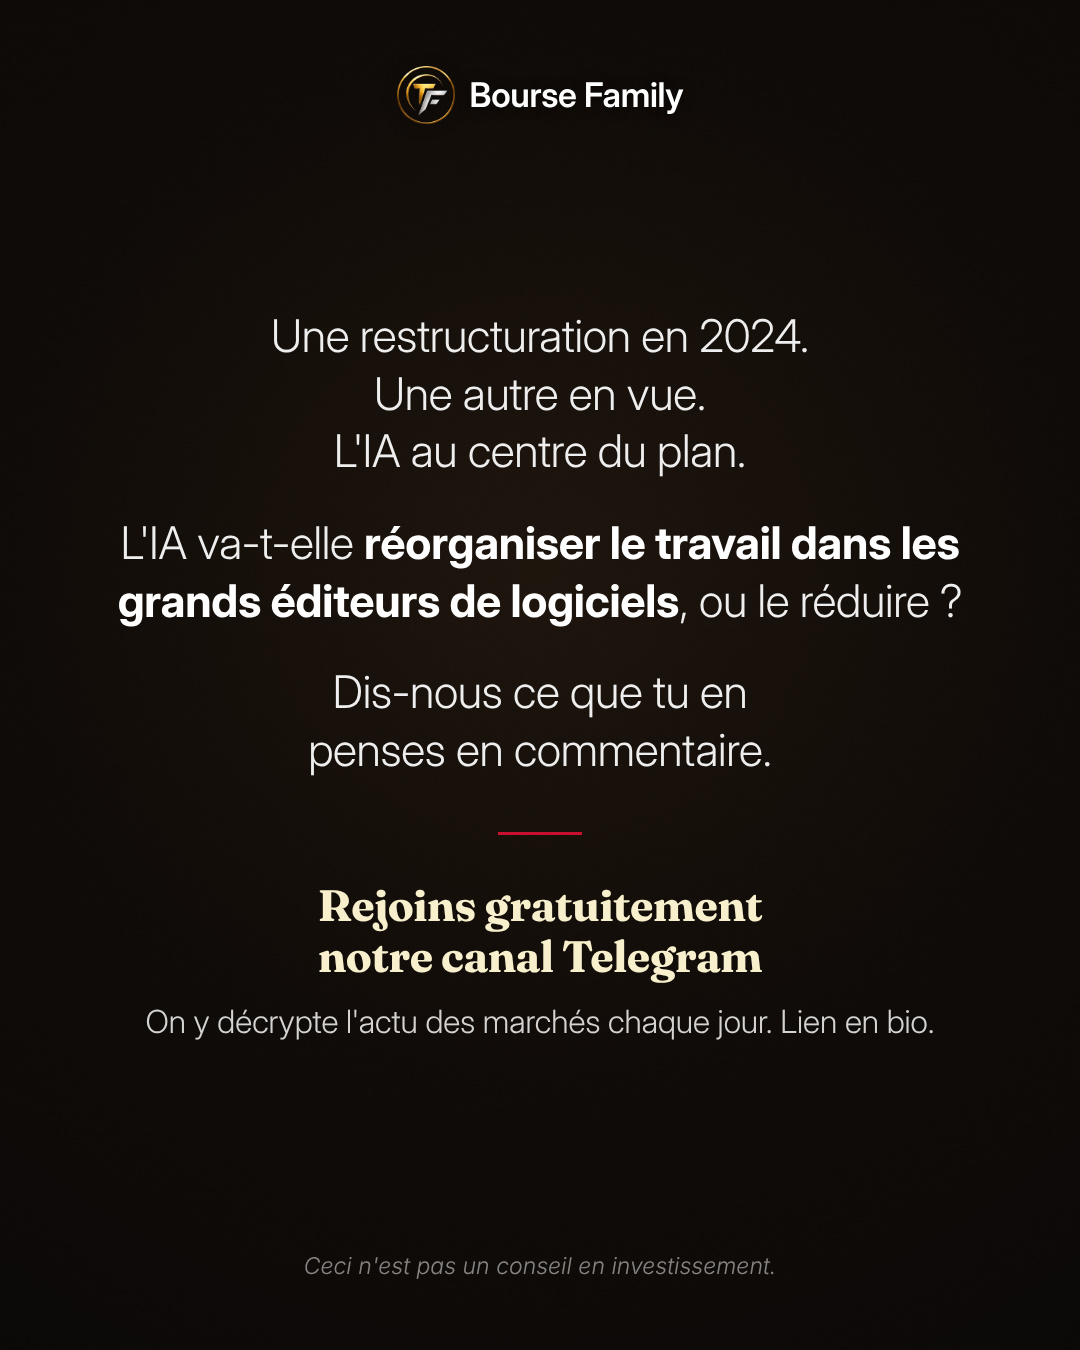 TF Bourse Family
Une restructuration en 2024.
Une autre en vue.
L'IA au centre du plan.
L'IA va-t-elle réorganiser le travail dans les
grands éditeurs de logiciels, ou le réduire ?
Dis-nous ce que tu en
penses en commentaire.
Rejoins gratuitement
notre canal Telegram
On y décrypte l'actu des marchés chaque jour. Lien en bio.
Ceci n'est pas un conseil en investissement.